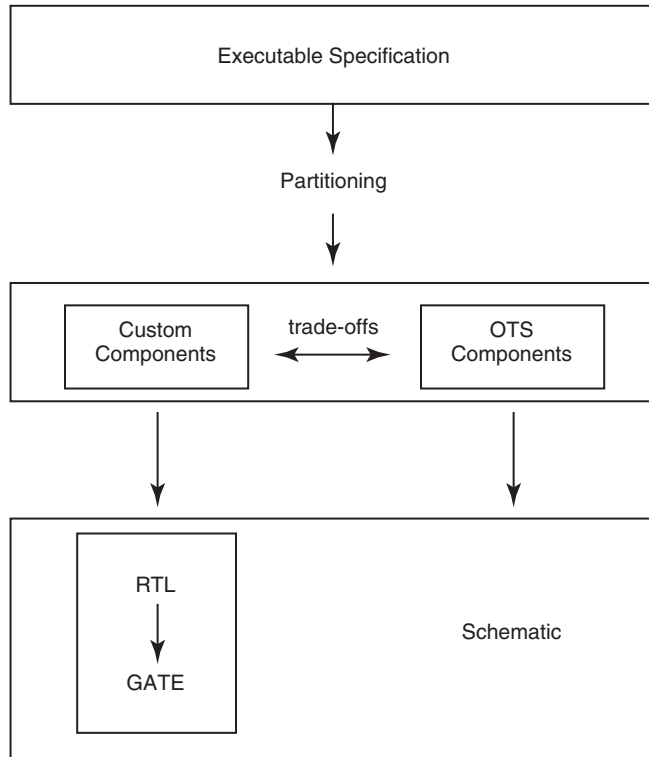 Executable Specification
Partitioning
Custom
Components
trade-offs
OTS
Components
RTL
GATE
Schematic